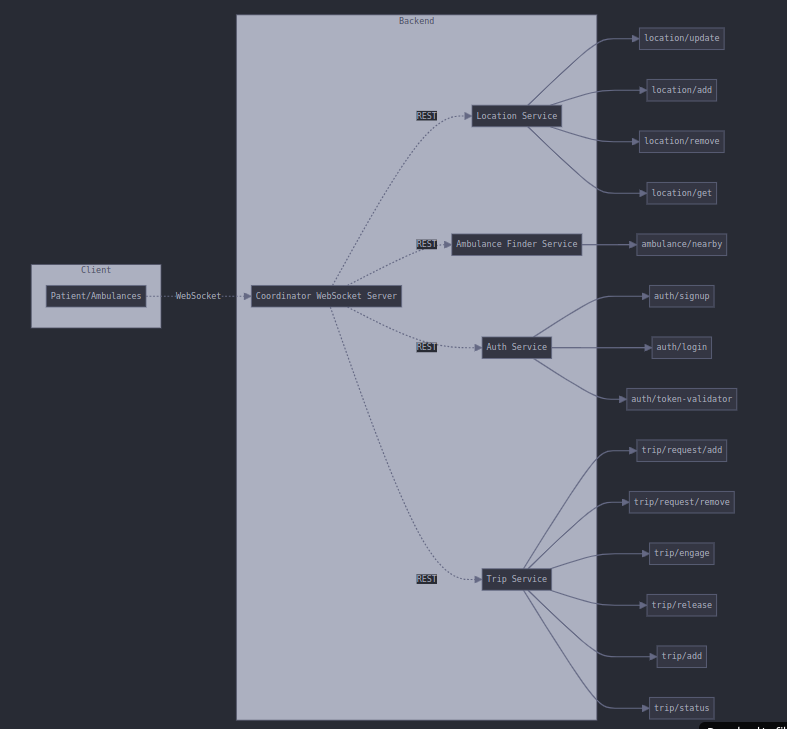 Backend
location/update
location/add
REST
Location Service
location/remove
location/get
REST
Ambulance Finder Service
ambulance/nearby
Client
Patient/Ambulances
WebSocket
Coordinator WebSocket Server
auth/signup
REST
Auth Service
auth/login
auth/token-validator
trip/request/add
trip/request/remove
trip/engage
REST
Trip Service
trip/release
trip/add
trip/status